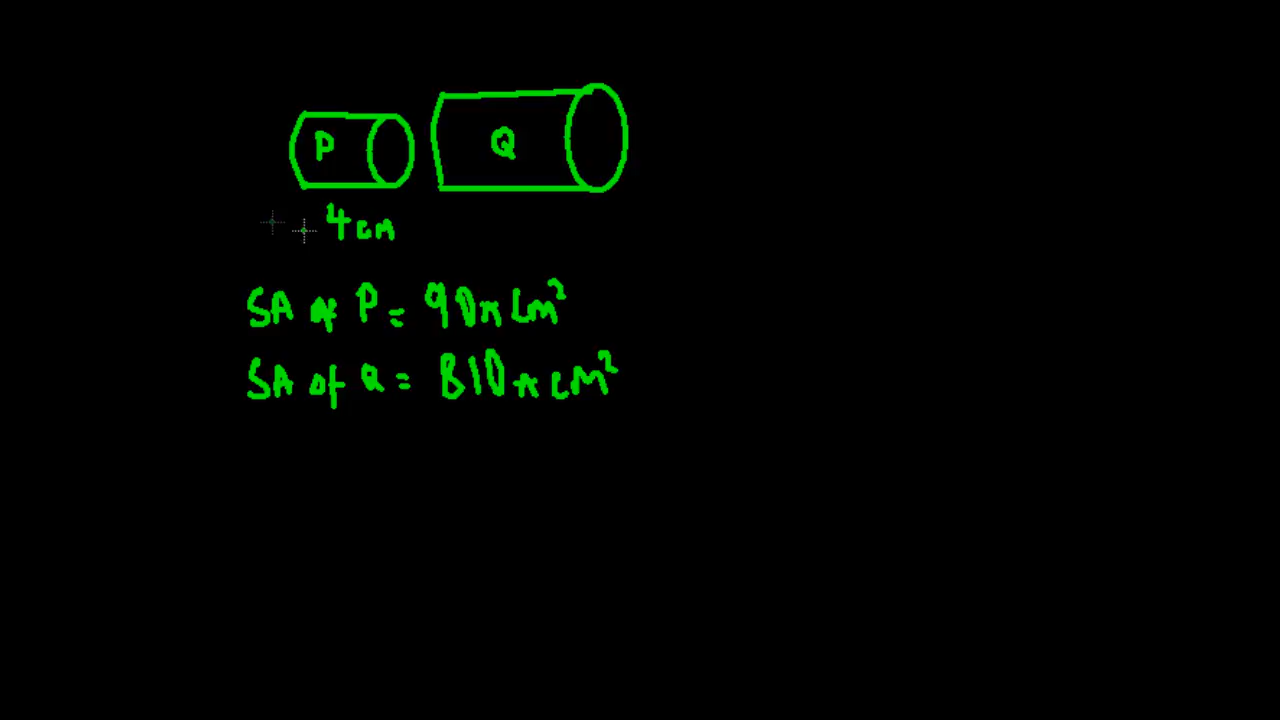 P Q
4cm
SA of P = 90π cm²
SA of Q = 810π cm²